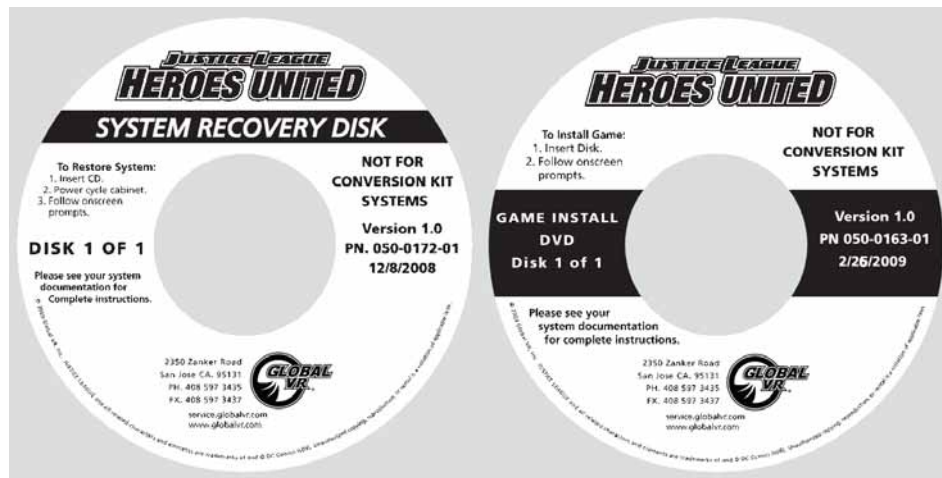 JUSTICE LEAGUE
HEROES UNITED
SYSTEM RECOVERY DISK
To Restore System:
1. Insert CD.
2. Power cycle cabinet.
3. Follow onscreen
prompts.
DISK 1 OF 1
Please see your system
documentation for
Complete instructions.
NOT FOR
CONVERSION KIT
SYSTEMS
Version 1.0
PN. 050-0172-01
12/8/2008
2350 Zanker Road
San Jose CA. 95131
PH. 408 597 3435
FX. 408 597 3437
service.globalvr.com
www.globalvr.com
GLOBAL
VR
JUSTICE LEAGUE
HEROES UNITED
To Install Game:
1. Insert Disk.
2. Follow onscreen
prompts.
NOT FOR
CONVERSION KIT
SYSTEMS
GAME INSTALL
DVD
Disk 1 of 1
Version 1.0
PN 050-0163-01
2/26/2009
Please see your
system documentation
for complete instructions.
2350 Zanker Road
San Jose CA. 95131
PH. 408 597 3435
FX. 408 597 3437
service.globalvr.com
www.globalvr.com
GLOBAL
VR